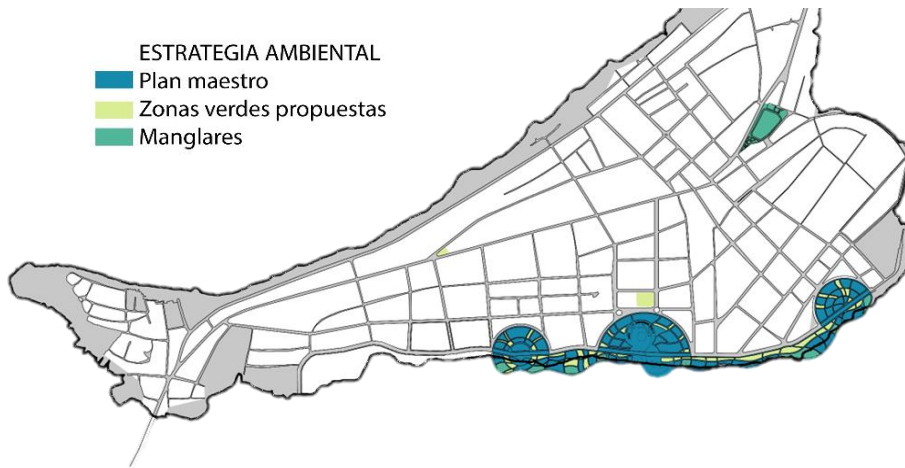 ESTRATEGIA AMBIENTAL
Plan maestro
Zonas verdes propuestas
Manglares